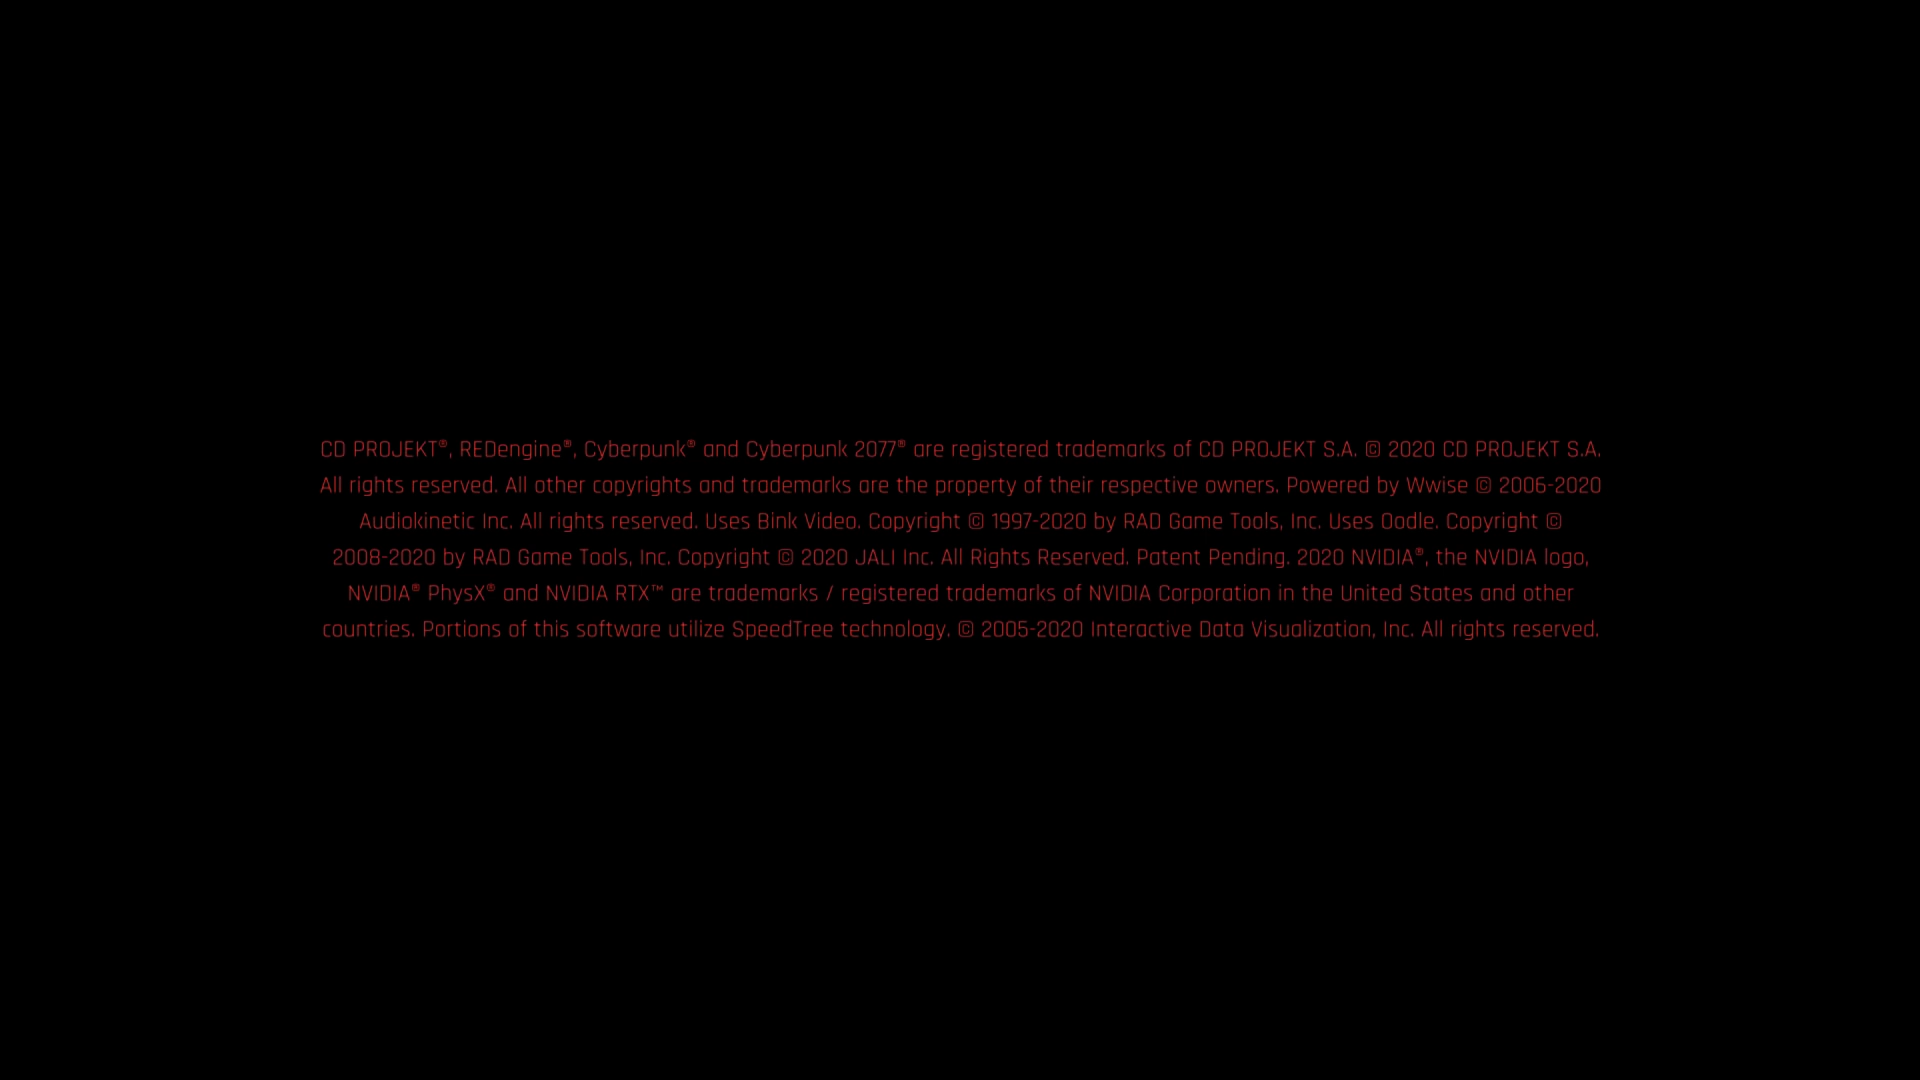 CD PROJEKT®, REDengine®, Cyberpunk® and Cyberpunk 2077® are registered trademarks of CD PROJEKT S.A. © 2020 CD PROJEKT S.A.
All rights reserved. All other copyrights and trademarks are the property of their respective owners. Powered by Wwise © 2006-2020
Audiokinetic Inc. All rights reserved. Uses Bink Video. Copyright © 1997-2020 by RAD Game Tools, Inc. Uses Oodle. Copyright ©
2008-2020 by RAD Game Tools, Inc. Copyright © 2020 JALI Inc. All Rights Reserved. Patent Pending. 2020 NVIDIA®, the NVIDIA logo,
NVIDIA® PhysX® and NVIDIA RTX™ are trademarks / registered trademarks of NVIDIA Corporation in the United States and other
countries. Portions of this software utilize SpeedTree technology. © 2005-2020 Interactive Data Visualization, Inc. All rights reserved.